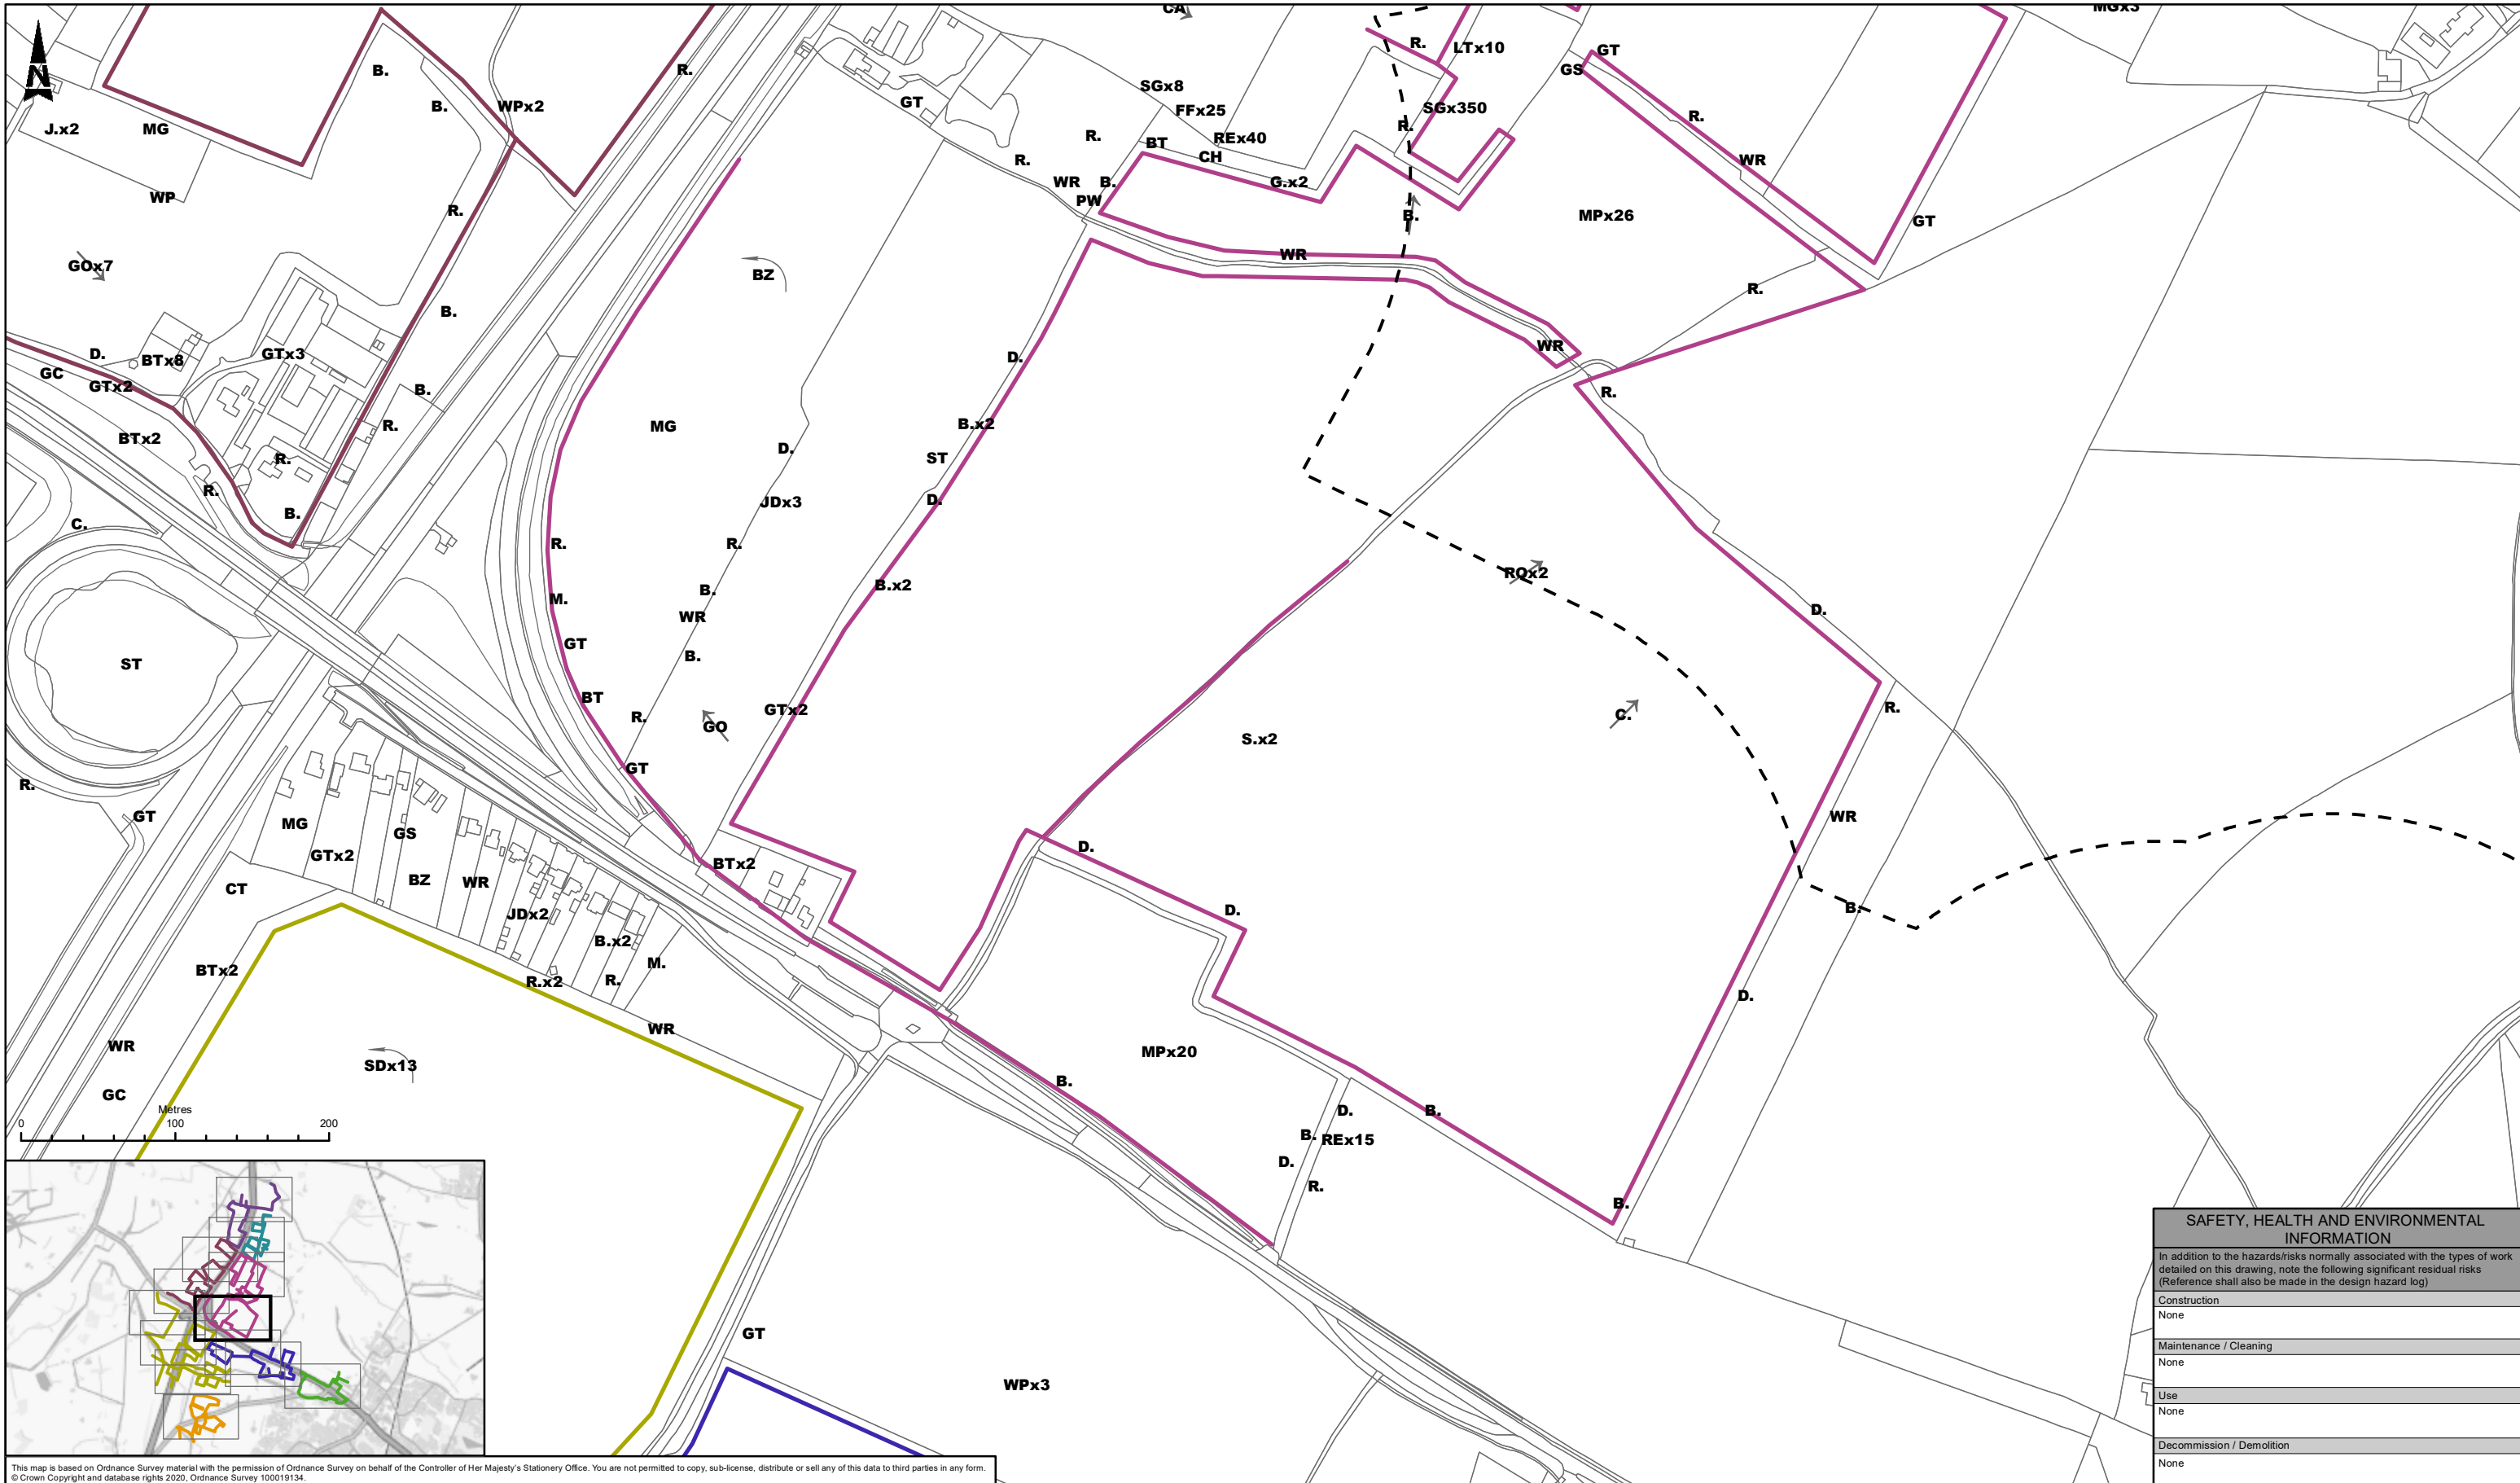 CA
MGx3
N
B.
R.
R.
LTx10
GT
GS
B.
WPx2
GT
SGx8
FFx25
SGx350
R.
J.x2
MG
R.
REx40
R.
BT
CH
R.
WR
WP
WR
B.
G.x2
PW
R.
B.
MPx26
GT
GOx7
BZ
WR
R.
B.
D.
BTx8
GTx3
D.
WR
GC
GTx2
B.
R.
BTx2
R.
MG
B.x2
D.
ST
R.
R.
JDx3
D.
C.
B.
R.
R.
RQx2
B.
B.x2
M.
WR
D.
GT
B.
ST
BT
R.
GTx2
R.
GO
S.x2
C.
R.
GT
GT
MG
GS
WR
GTx2
D.
BTx2
CT
BZ
WR
JDx2
D.
B.
B.x2
BTx2
R.x2
R.
M.
D.
WR
WR
MPx20
SDx13
B.
GC
Metres
0 100 200
D.
B.
B.
REx15
D.
R.
B.
GT
WPx3
SAFETY, HEALTH AND ENVIRONMENTAL
INFORMATION
In addition to the hazards/risks normally associated with the types of work
detailed on this drawing, note the following significant residual risks
(Reference shall also be made in the design hazard log)
Construction
None
Maintenance / Cleaning
None
Use
None
Decommission / Demolition
None
This map is based on Ordnance Survey material with the permission of Ordnance Survey on behalf of the Controller of Her Majesty's Stationery Office. You are not permitted to copy, sub-license, distribute or sell any of this data to third parties in any form.
© Crown Copyright and database rights 2020, Ordnance Survey 100019134.